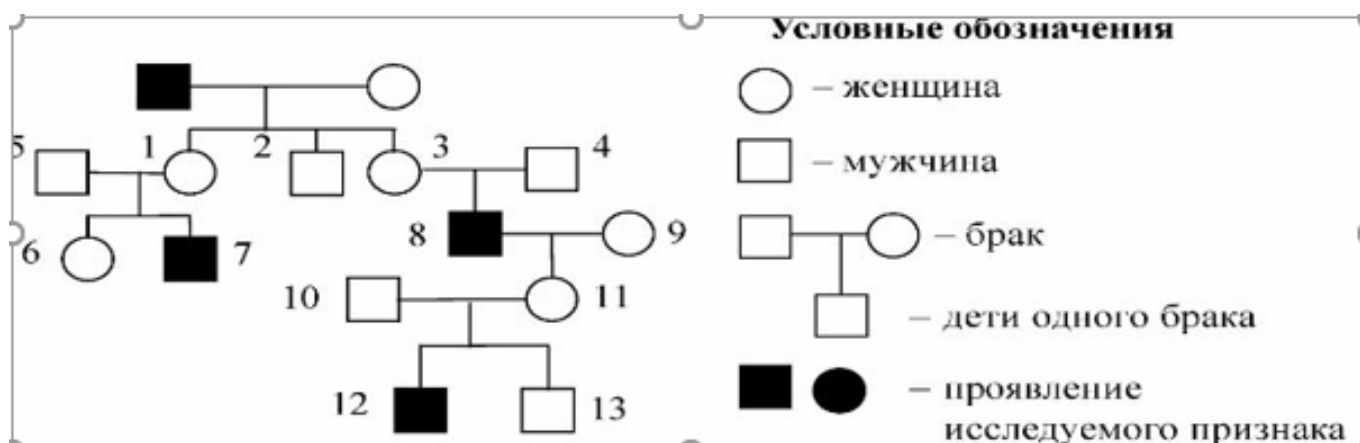 Условные обозначения
– женщина
– мужчина
– брак
– дети одного брака
– проявление
исследуемого признака
5 1 2 3 4
6 7 8 9
10 11
12 13